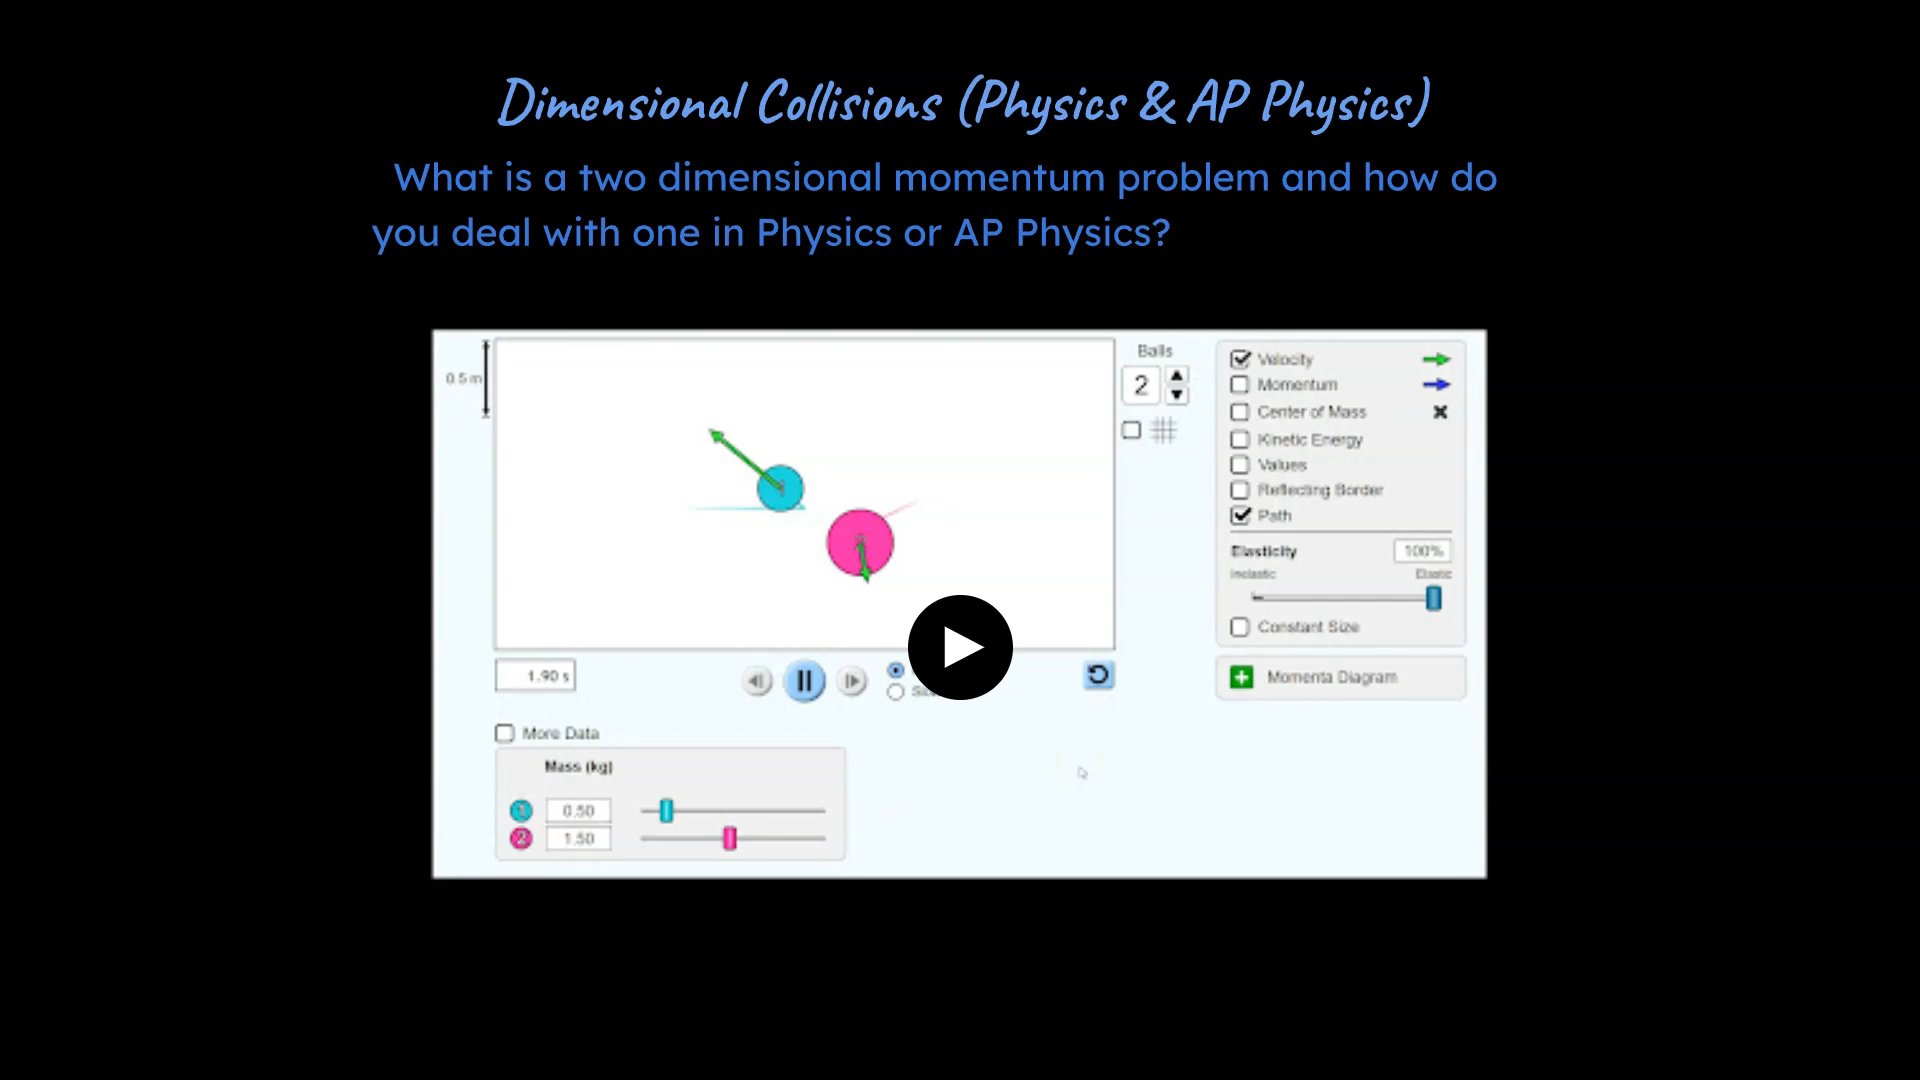 Dimensional Collisions (Physics & AP Physics)
What is a two dimensional momentum problem and how do
you deal with one in Physics or AP Physics?
0.5 m
Balls
2
Velocity
Momentum
Center of Mass
Kinetic Energy
Values
Reflecting Border
Path
Elasticity 100%
Inelastic Elastic
Constant Size
1.90 s
Momenta Diagram
More Data
Mass (kg)
1 0.50
2 1.50